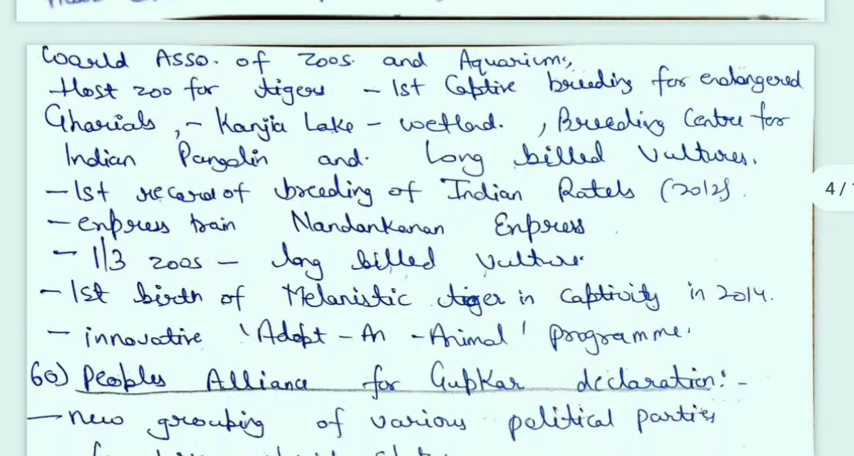 World Asso. of Zoos and Aquariums,
Host zoo for tigers - 1st Captive breeding for endangered
Gharials, - Kanjia Lake - wetland. , Breeding Centre for
Indian Pangolin and Long billed Vultures.
- 1st record of breeding of Indian Ratels (2012).
- express train Nandankanan Express
- 1/3 zoos - long billed vulture
- 1st birth of Melanistic tiger in captivity in 2014.
- innovative 'Adopt - An - Animal' programme.
60) Peoples Alliance for Gupkar declaration: -
- new grouping of various political parties
4/